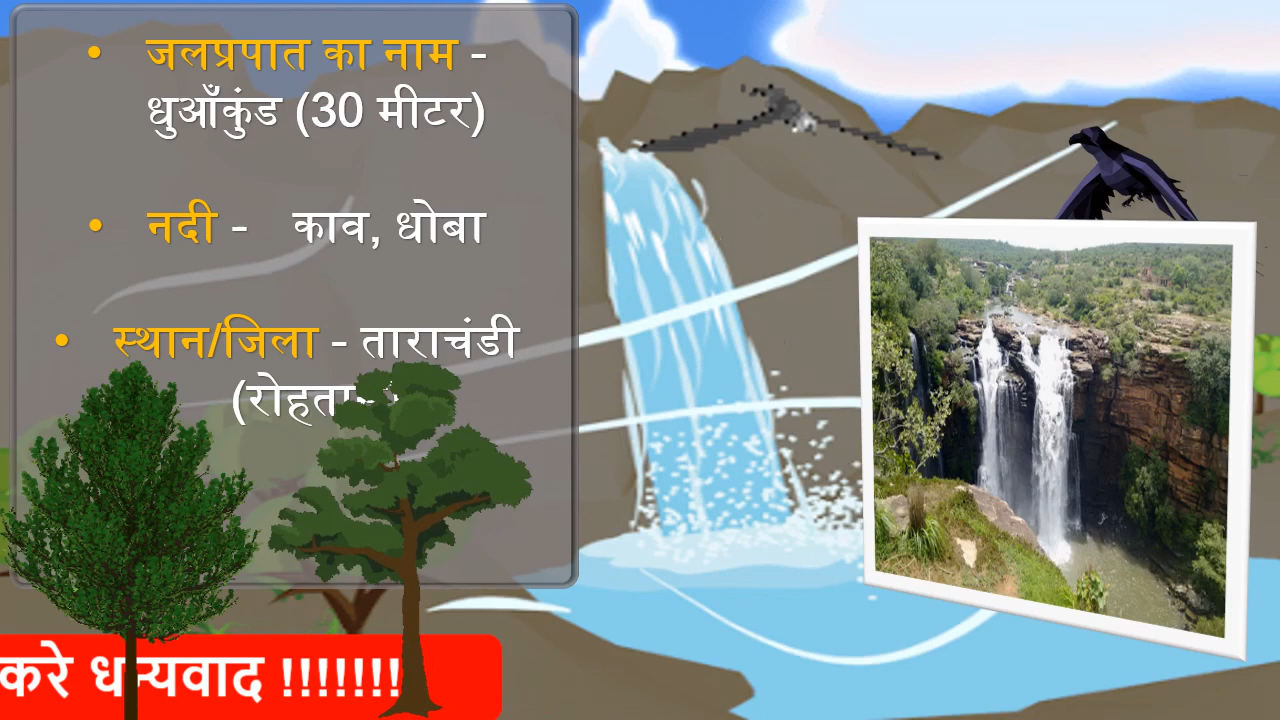 • जलप्रपात का नाम -
धुआँकुंड (30 मीटर)
• नदी - काव, धोबा
• स्थान/जिला - ताराचंडी
करे धन्यवाद !!!!!!!